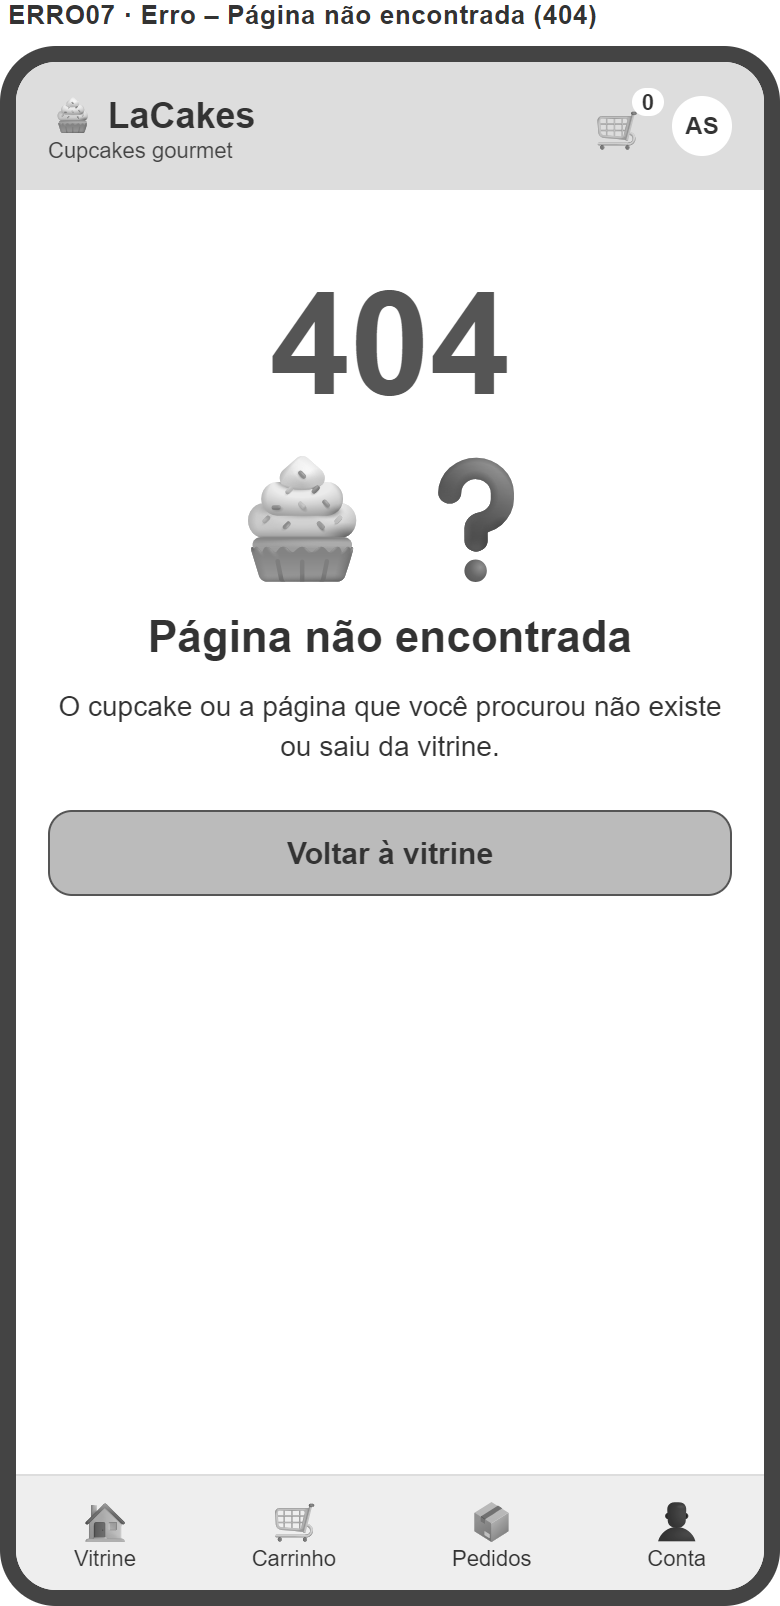 ERRO07 · Erro – Página não encontrada (404)
LaCakes
Cupcakes gourmet
0
AS
404
Página não encontrada
O cupcake ou a página que você procurou não existe
ou saiu da vitrine.
Voltar à vitrine
Vitrine
Carrinho
Pedidos
Conta